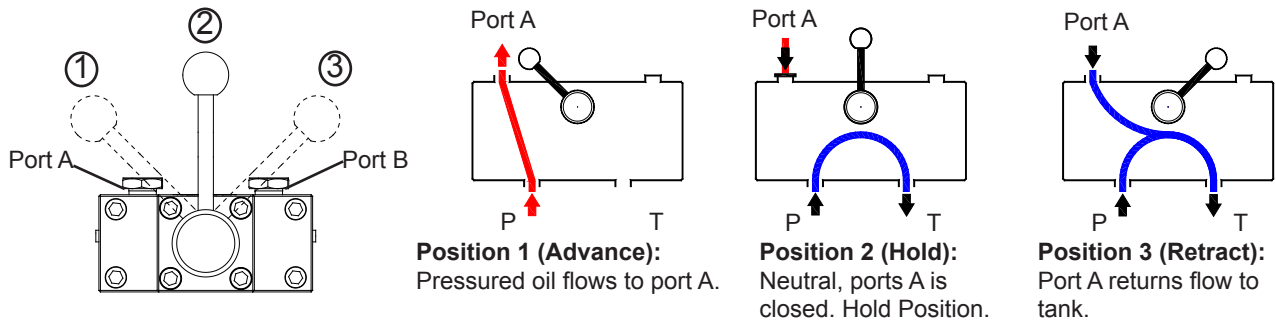 ② 
① ③
Port A Port B
Port A
P T
Position 1 (Advance):
Pressured oil flows to port A.
Port A
P T
Position 2 (Hold):
Neutral, ports A is
closed. Hold Position.
Port A
P T
Position 3 (Retract):
Port A returns flow to
tank.